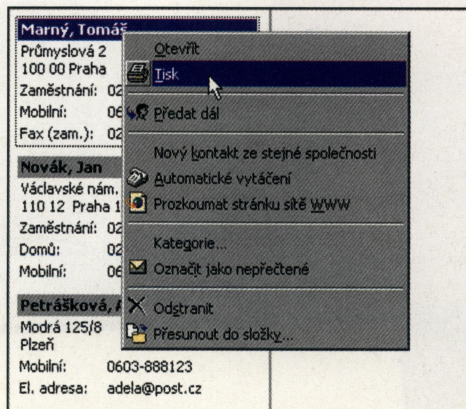 Marný, Tomáš
Průmyslová 2
100 00 Praha
Zaměstnání: 02
Mobilní: 06
Fax (zam.): 02
Novák, Jan
Václavské nám.
110 12 Praha 1
Zaměstnání: 02
Domů: 02
Mobilní: 06
Petrášková, A
Modrá 125/8
Plzeň
Mobilní: 0603-888123
El. adresa: adela@post.cz
Otevřít
Tisk
Předat dál
Nový kontakt ze stejné společnosti
Automatické vytáčení
Prozkoumat stránku sítě WWW
Kategorie...
Označit jako nepřečtené
Odstranit
Přesunout do složky...